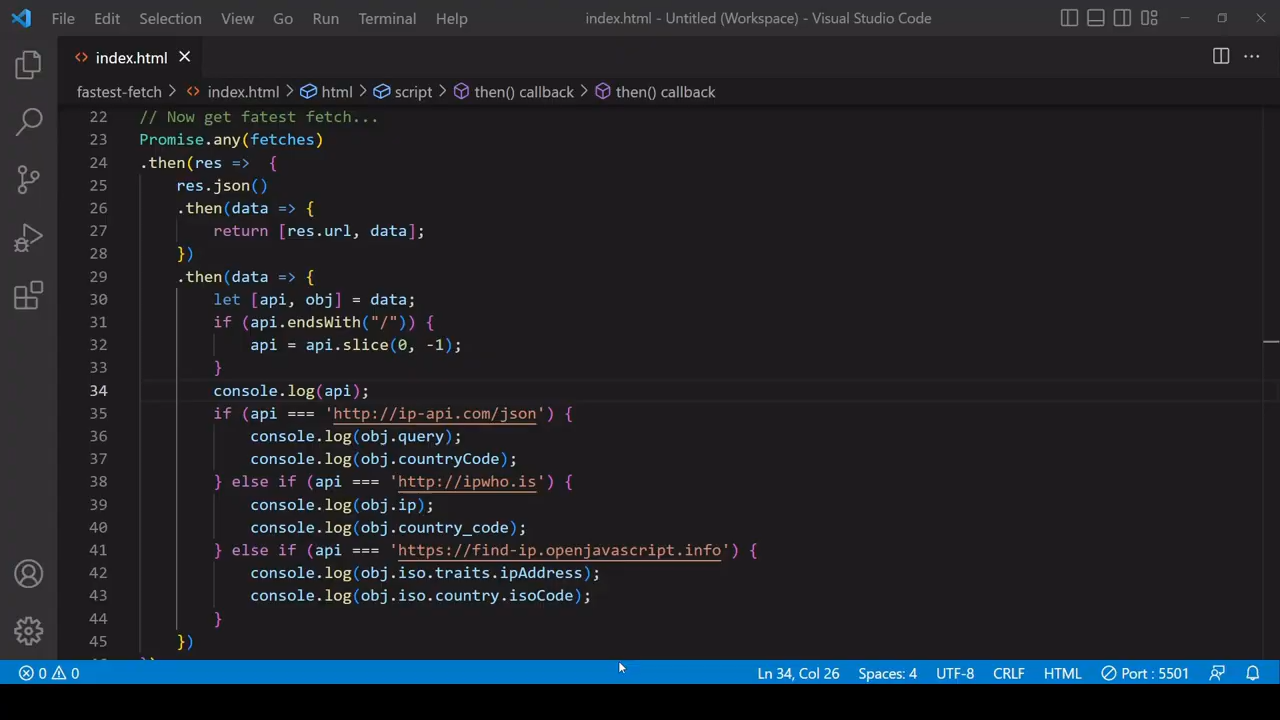 File Edit Selection View Go Run Terminal Help index.html - Untitled (Workspace) - Visual Studio Code
index.html
fastest-fetch > index.html > html > script > then() callback > then() callback
22 // Now get fatest fetch...
23 Promise.any(fetches)
24 .then(res =>  {
25 res.json()
26 .then(data => {
27 return [res.url, data];
28 })
29 .then(data => {
30 let [api, obj] = data;
31 if (api.endsWith("/")) {
32 api = api.slice(0, -1);
33 }
34 console.log(api);
35 if (api === 'http://ip-api.com/json') {
36 console.log(obj.query);
37 console.log(obj.countryCode);
38 } else if (api === 'http://ipwho.is') {
39 console.log(obj.ip);
40 console.log(obj.country_code);
41 } else if (api === 'https://find-ip.openjavascript.info') {
42 console.log(obj.iso.traits.ipAddress);
43 console.log(obj.iso.country.isoCode);
44 }
45 })
0 0 Ln 34, Col 26 Spaces: 4 UTF-8 CRLF HTML Port : 5501